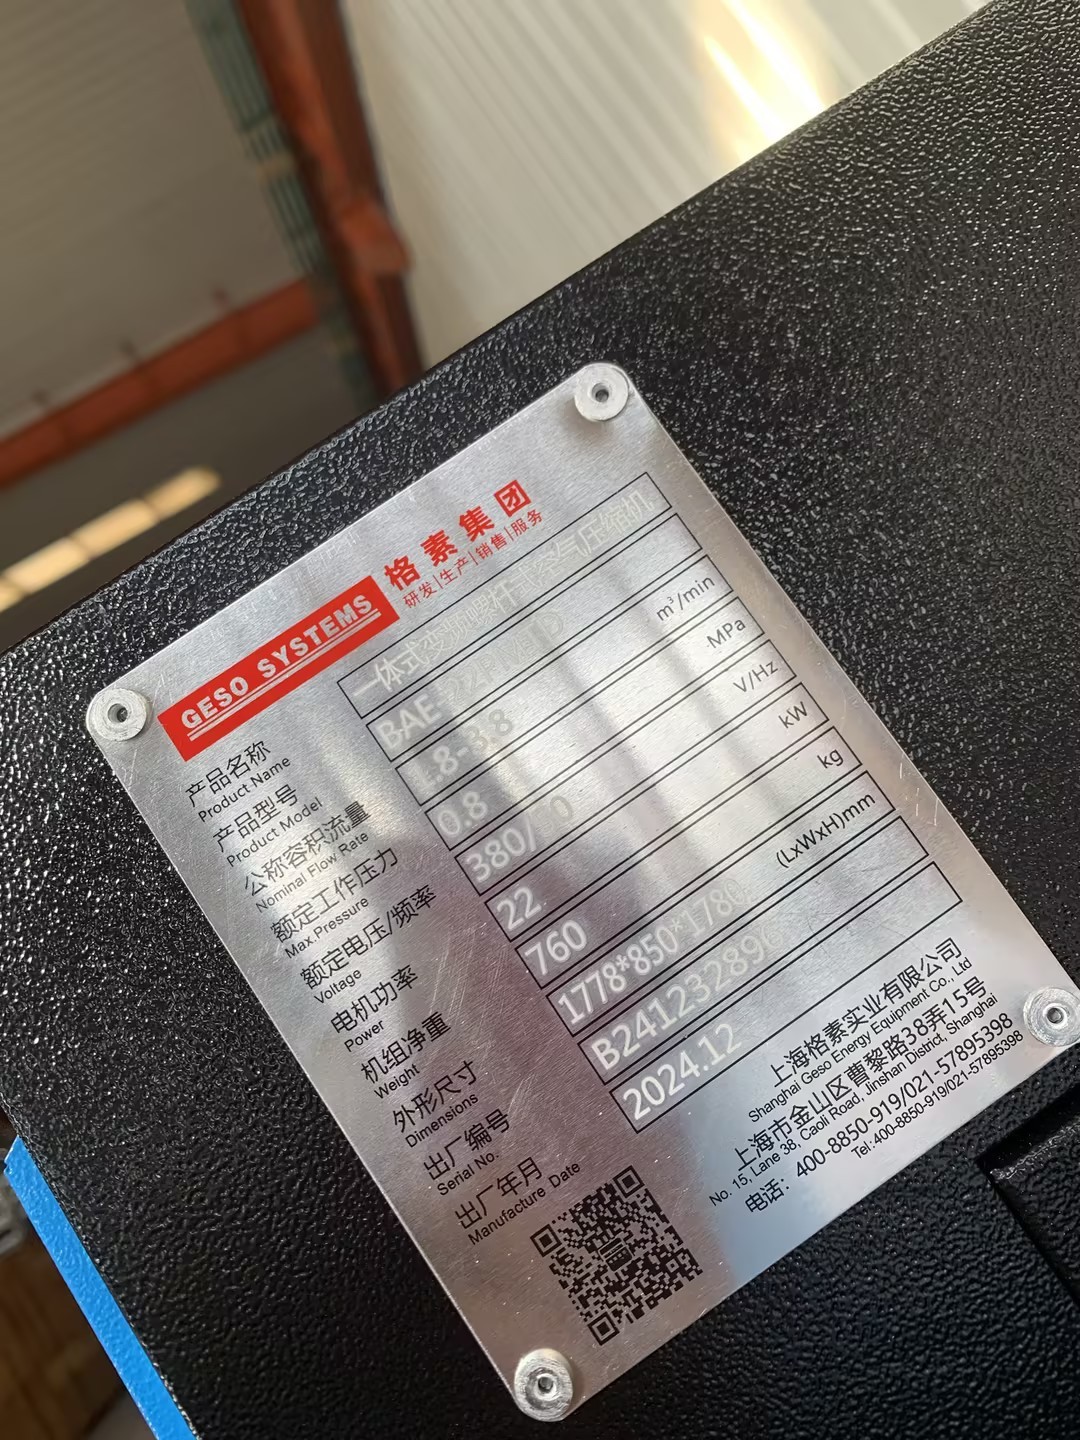 GESO SYSTEMS
格素集团
研发|生产|销售|服务
产品名称
Product Name
一体式变频螺杆 空气压缩机
产品型号
Product Model
BAE
公称容积流量
Nominal Flow Rate
1.8-3.8
m³/min
额定工作压力
Max.Pressure
0.8
MPa
额定电压/频率
Voltage
380/ 0
V/Hz
电机功率
Power
22
kW
机组净重
Weight
760
kg
外形尺寸
Dimensions
1778*850*1780
(LxWxH)mm
出厂编号
Serial No.
B24123289
出厂年月
Manufacture Date
2024.12
上海格素实业有限公司
Shanghai Geso Energy Equipment Co., Ltd
上海市金山区曹黎路38弄15号
No. 15, Lane 38, Caoli Road, Jinshan District, Shanghai
电话：400-8850-919/021-57895398
Tel:400-8850-919/021-57895398